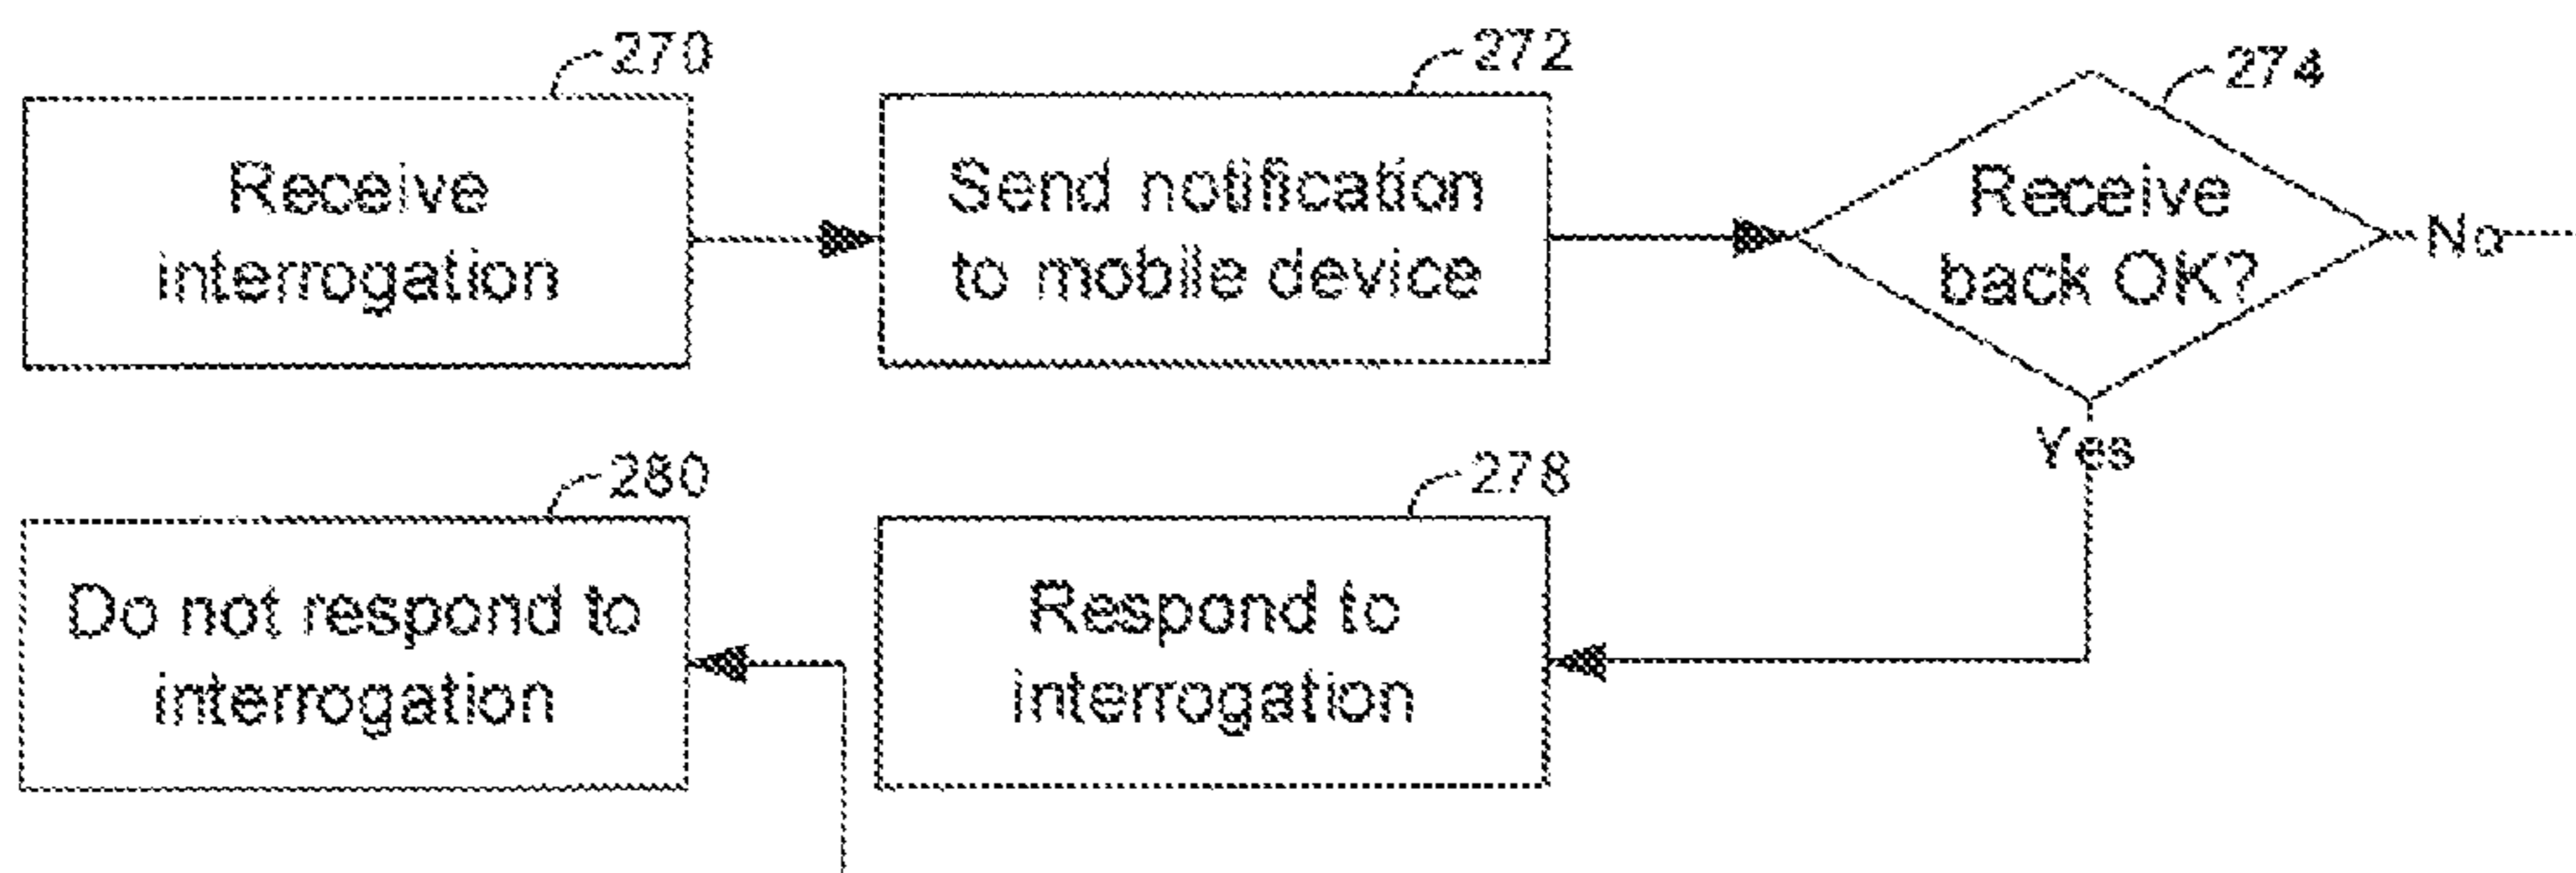 270
Receive
interrogation
272
Send notification
to mobile device
274
Receive
back OK?
No
Yes
280
Do not respond to
interrogation
278
Respond to
interrogation